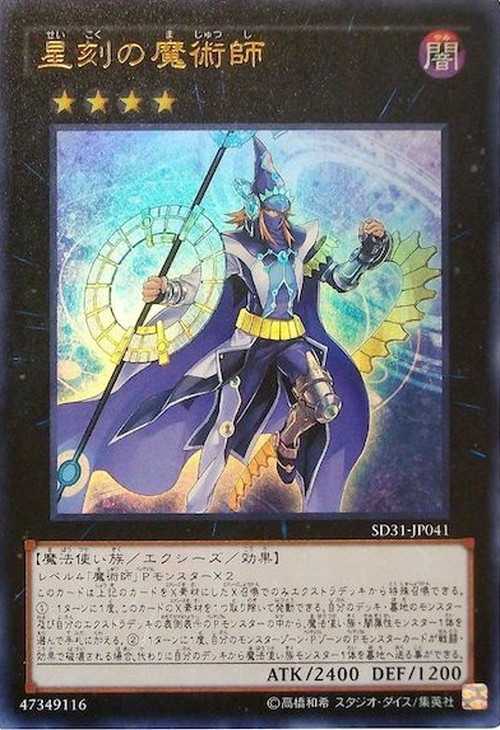 せいこくのまじゅつし
星刻の魔術師
やみ
闇
SD31-JP041
【魔法使い族/エクシーズ/効果】
レベル4「魔術師」Pモンスター×2
このカードは上記のカードをX素材にしたX召喚でのみエクストラデッキから特殊召喚できる。
①:1ターンに1度、このカードのX素材を1つ取り除いて発動できる。自分のデッキ・墓地のモンスター
及び自分のエクストラデッキの表側表示のPモンスターの中から、魔法使い族・闇属性モンスター1体を
選んで手札に加える。②:1ターンに1度、自分のモンスターゾーン・PゾーンのPモンスターカードが戦闘・
効果で破壊される場合、代わりに自分のデッキから魔法使い族モンスター1体を墓地へ送る事ができる。
ATK/2400 DEF/1200
47349116
©高橋和希 スタジオ・ダイス/集英社